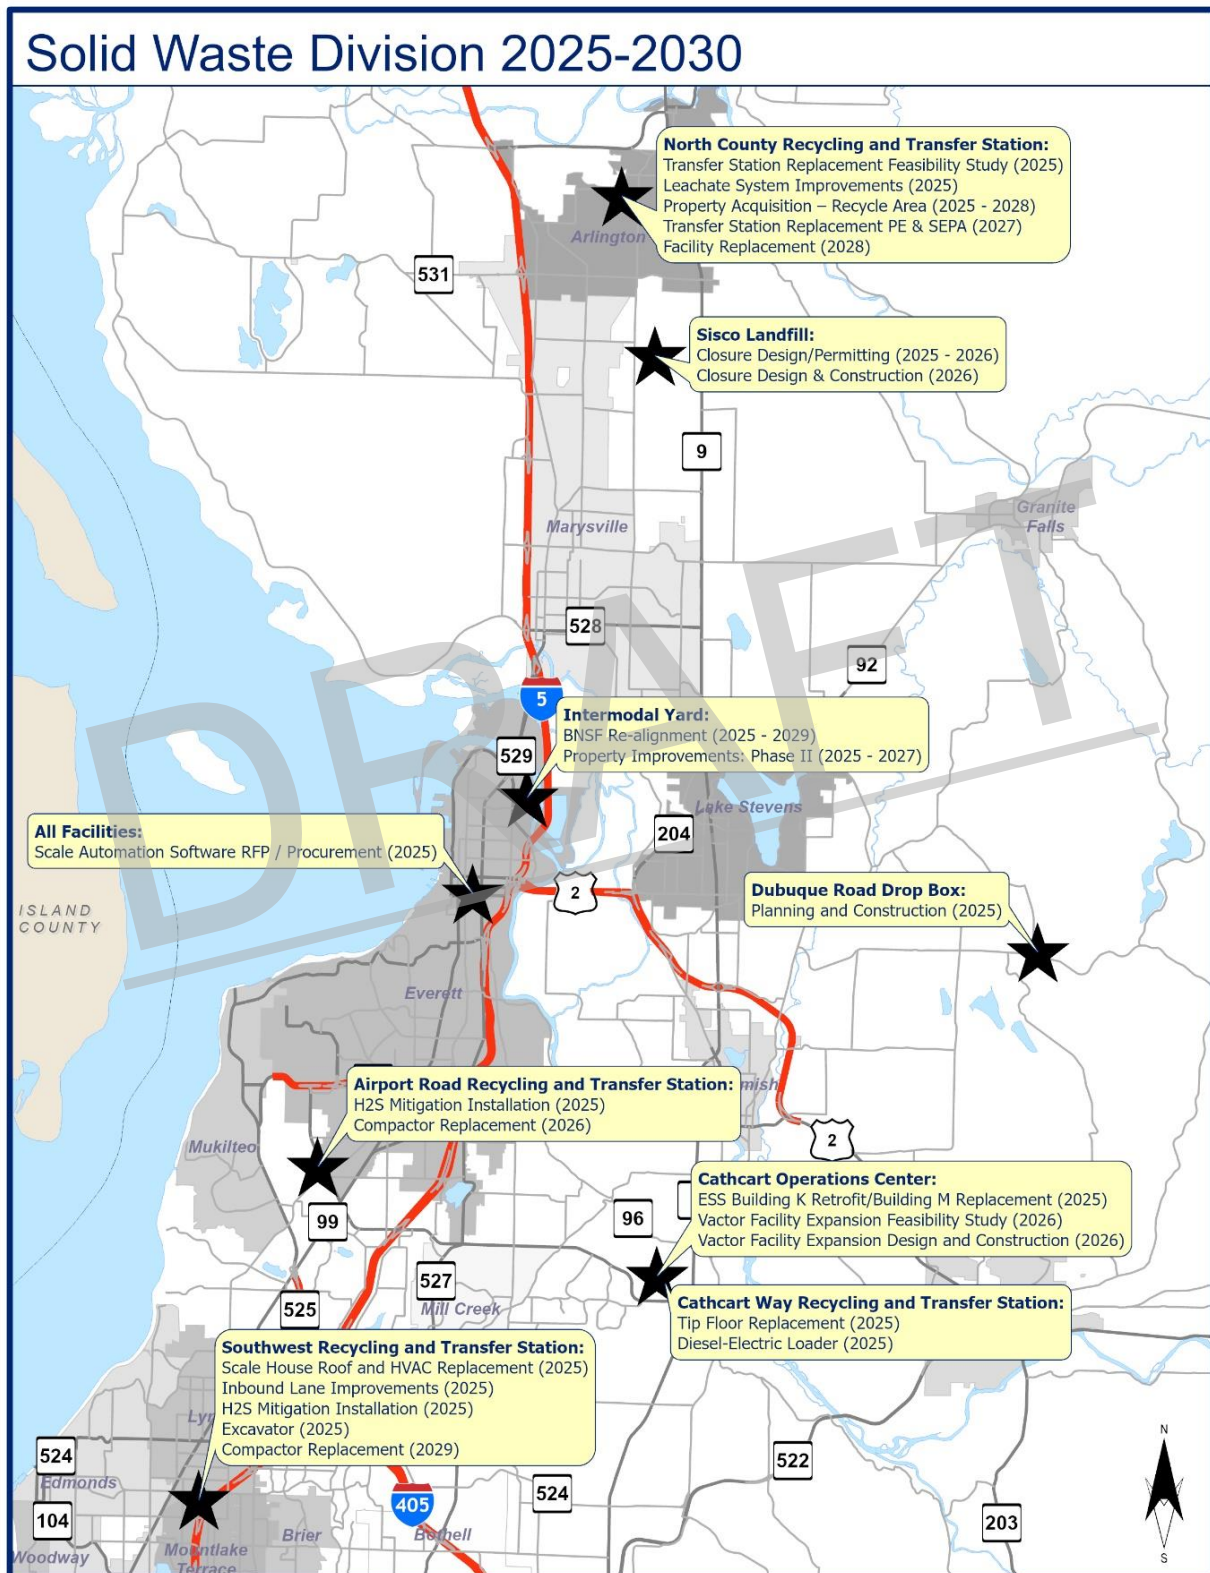 Solid Waste Division 2025-2030
North County Recycling and Transfer Station:
Transfer Station Replacement Feasibility Study (2025)
Leachate System Improvements (2025)
Property Acquisition – Recycle Area (2025 - 2028)
Transfer Station Replacement PE & SEPA (2027)
Facility Replacement (2028)
Arlington
531
Sisco Landfill:
Closure Design/Permitting (2025 - 2026)
Closure Design & Construction (2026)
9
Granite
Falls
Marysville
528
92
DRAFT
5
Intermodal Yard:
BNSF Re-alignment (2025 - 2029)
Property Improvements: Phase II (2025 - 2027)
529
Lake Stevens
204
All Facilities:
Scale Automation Software RFP / Procurement (2025)
2
Dubuque Road Drop Box:
Planning and Construction (2025)
ISLAND
COUNTY
Everett
Airport Road Recycling and Transfer Station:
H2S Mitigation Installation (2025)
Compactor Replacement (2026)
mish
2
Mukilteo
99
96
Cathcart Operations Center:
ESS Building K Retrofit/Building M Replacement (2025)
Vactor Facility Expansion Feasibility Study (2026)
Vactor Facility Expansion Design and Construction (2026)
527
525
Mill Creek
Cathcart Way Recycling and Transfer Station:
Tip Floor Replacement (2025)
Diesel-Electric Loader (2025)
Southwest Recycling and Transfer Station:
Scale House Roof and HVAC Replacement (2025)
Inbound Lane Improvements (2025)
H2S Mitigation Installation (2025)
Excavator (2025)
Compactor Replacement (2029)
Ly
524
Edmonds
522
N
S
405
524
104
203
Brier
Bothell
Woodway
Mountlake
Terrace